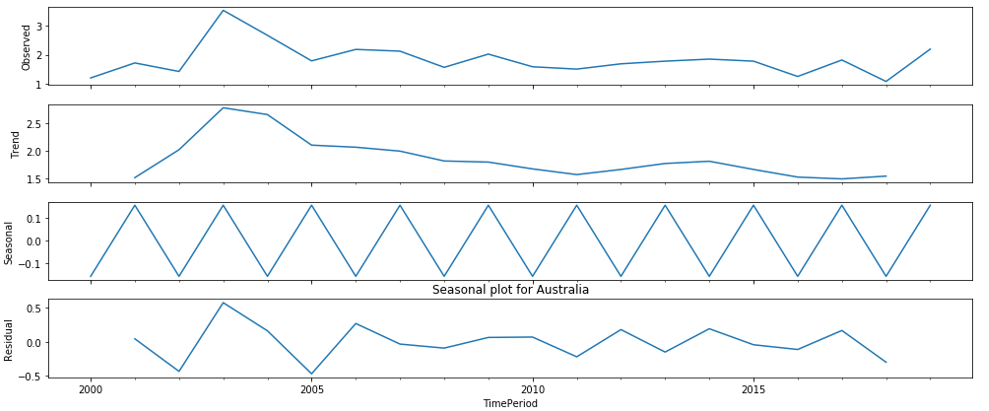 Observed
3
2
1
Trend
2.5
2.0
1.5
Seasonal
0.1
0.0
−0.1
Seasonal plot for Australia
Residual
0.5
0.0
−0.5
2000 2005 2010 2015
TimePeriod